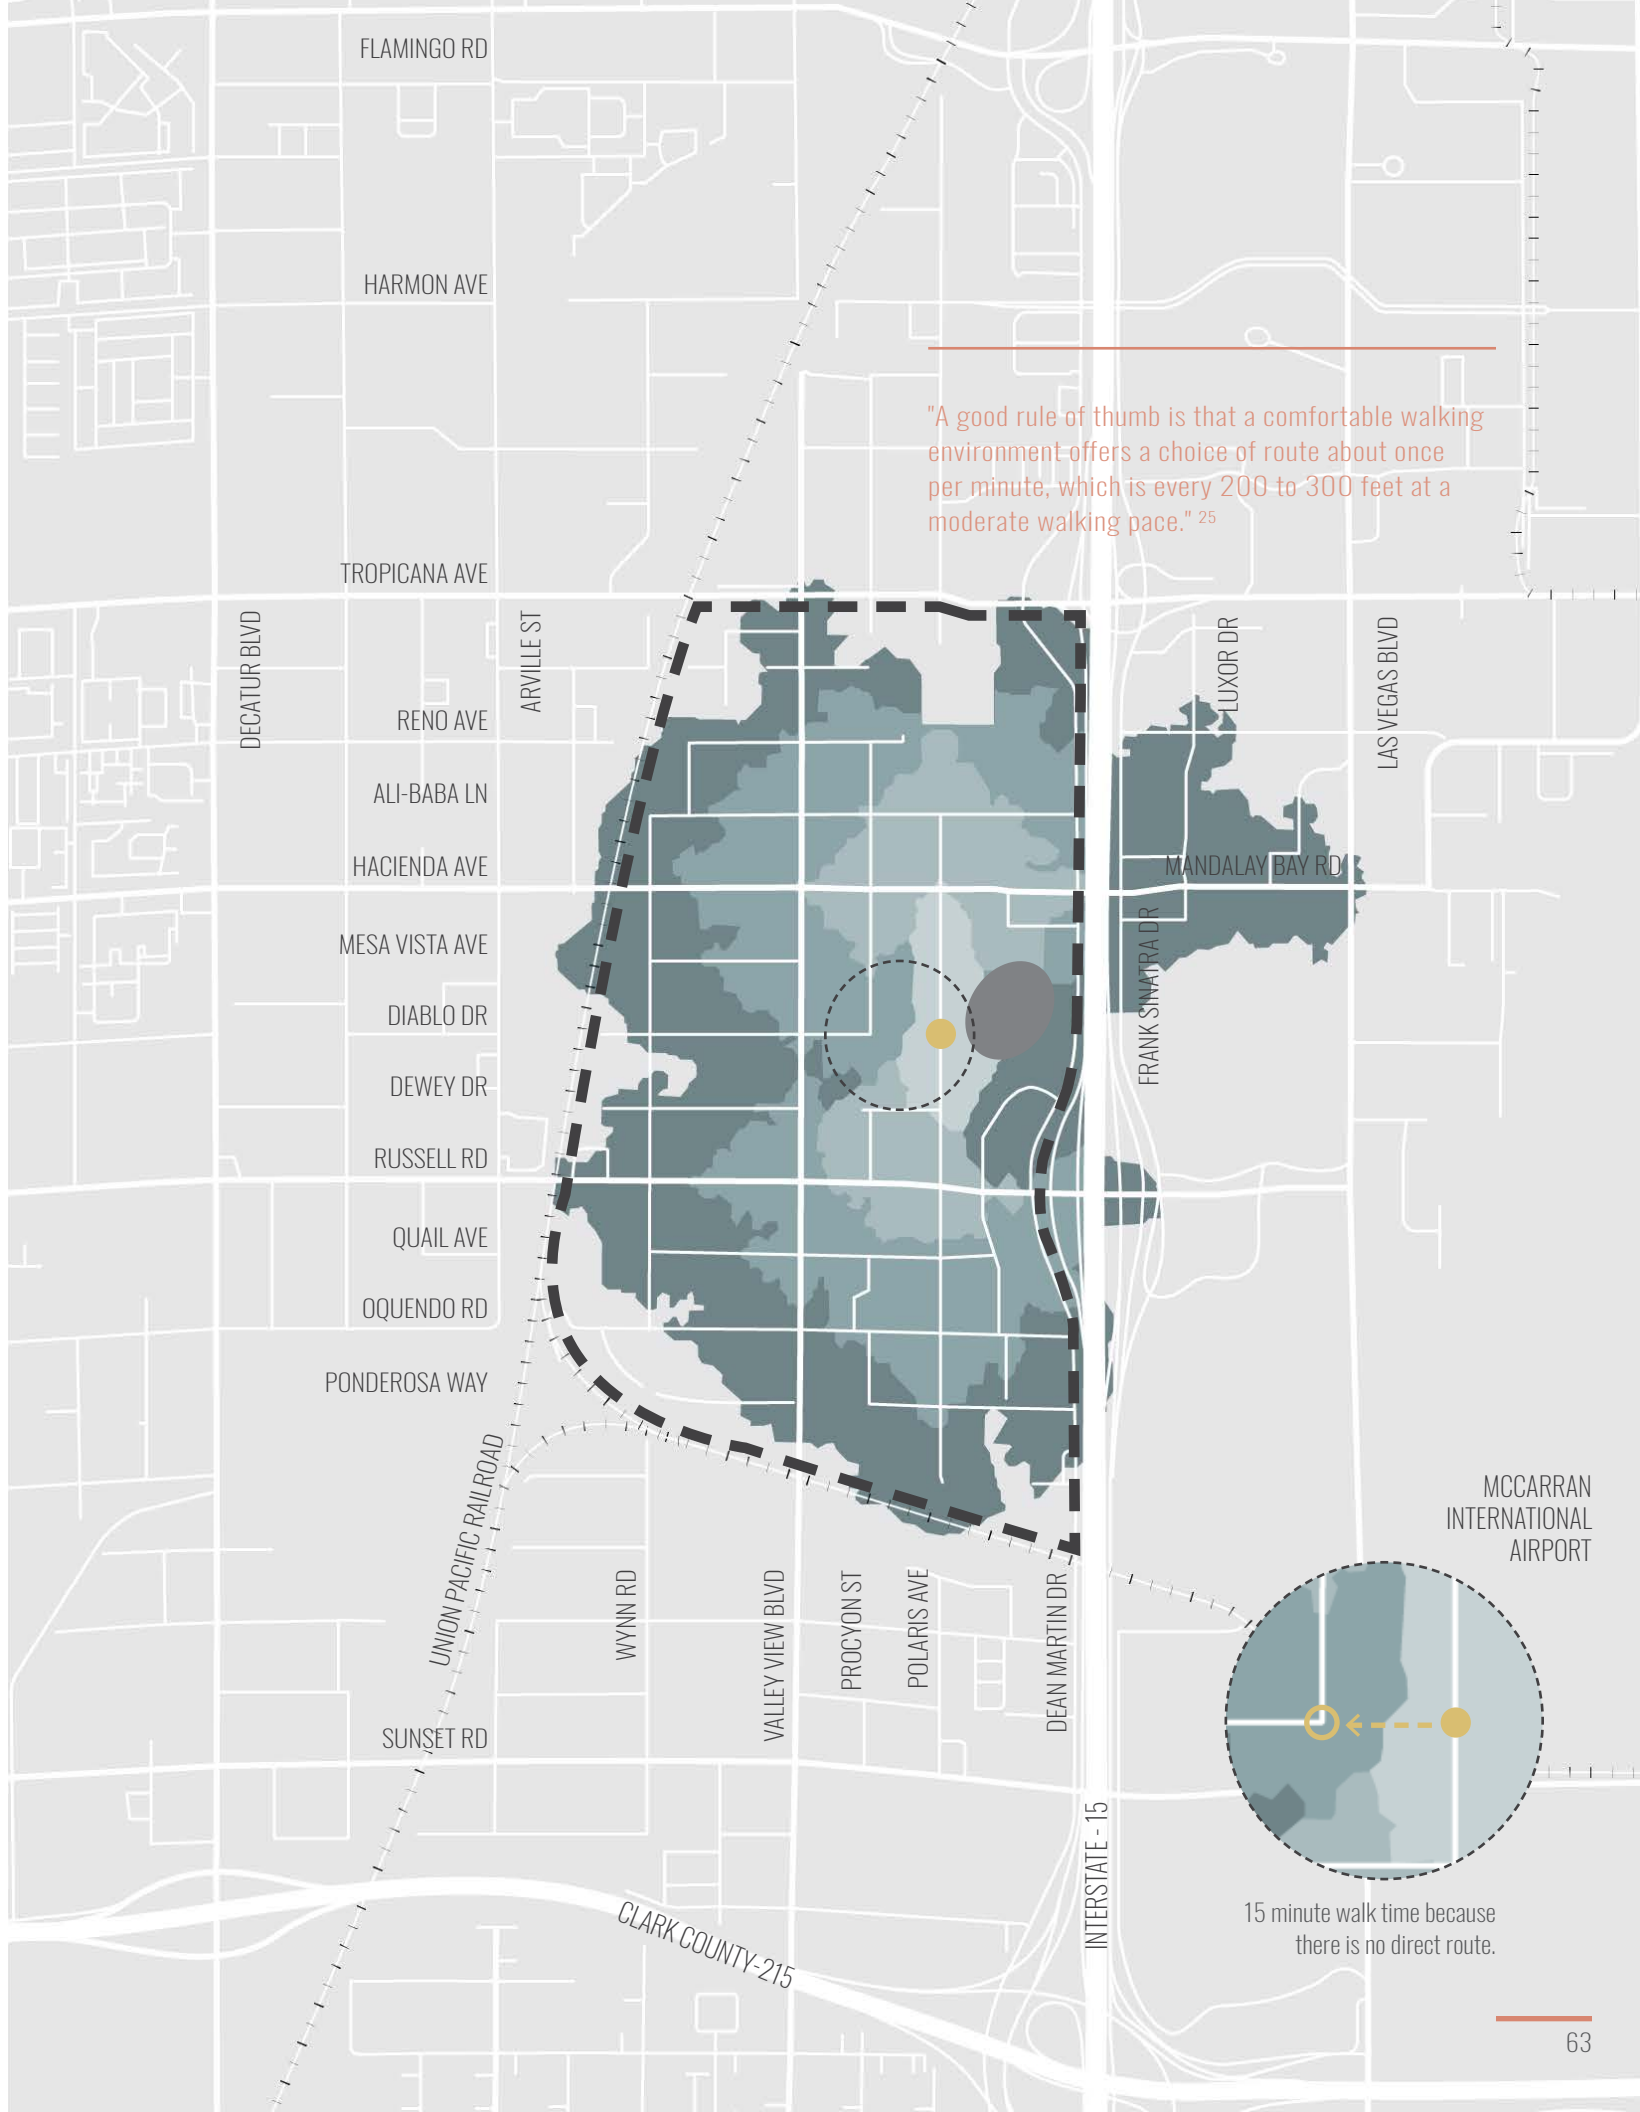 FLAMINGO RD
HARMON AVE
"A good rule of thumb is that a comfortable walking
environment offers a choice of route about once
per minute, which is every 200 to 300 feet at a
moderate walking pace." 25
TROPICANA AVE
DECATUR BLVD
ARVILLE ST
LUXOR DR
LAS VEGAS BLVD
RENO AVE
ALI-BABA LN
HACIENDA AVE
MANDALAY BAY RD
MESA VISTA AVE
FRANK SINATRA DR
DIABLO DR
DEWEY DR
RUSSELL RD
QUAIL AVE
OQUENDO RD
PONDEROSA WAY
UNION PACIFIC RAILROAD
MCCARRAN
INTERNATIONAL
AIRPORT
WYNN RD
VALLEY VIEW BLVD
PROCYON ST
POLARIS AVE
DEAN MARTIN DR
SUNSET RD
INTERSTATE - 15
CLARK COUNTY-215
15 minute walk time because
there is no direct route.
63